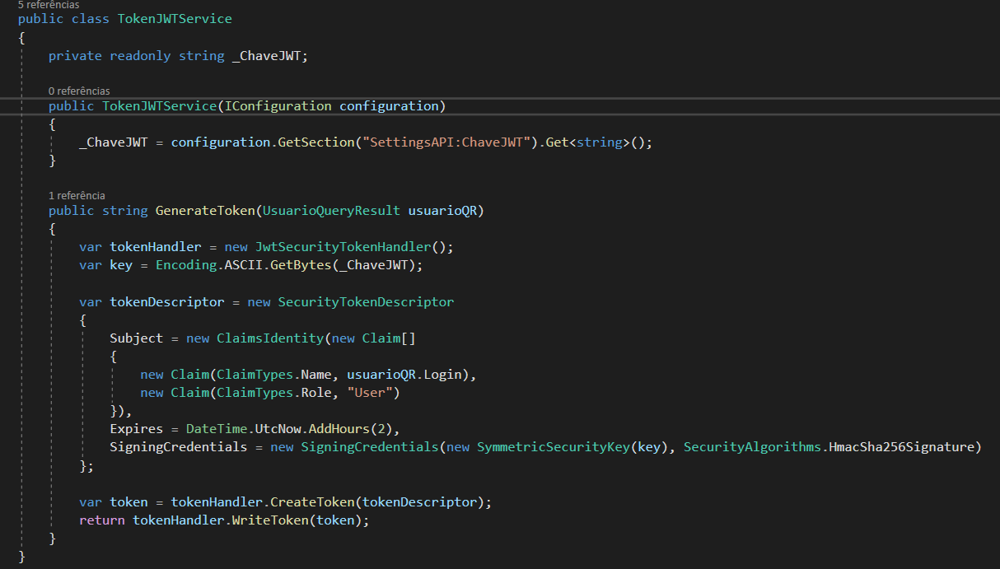 5 referências
public class TokenJWTService
{
private readonly string _ChaveJWT;
0 referências
public TokenJWTService(IConfiguration configuration)
{
_ChaveJWT = configuration.GetSection("SettingsAPI:ChaveJWT").Get<string>();
}
1 referência
public string GenerateToken(UsuarioQueryResult usuarioQR)
{
var tokenHandler = new JwtSecurityTokenHandler();
var key = Encoding.ASCII.GetBytes(_ChaveJWT);
var tokenDescriptor = new SecurityTokenDescriptor
{
Subject = new ClaimsIdentity(new Claim[]
{
new Claim(ClaimTypes.Name, usuarioQR.Login),
new Claim(ClaimTypes.Role, "User")
}),
Expires = DateTime.UtcNow.AddHours(2),
SigningCredentials = new SigningCredentials(new SymmetricSecurityKey(key), SecurityAlgorithms.HmacSha256Signature)
};
var token = tokenHandler.CreateToken(tokenDescriptor);
return tokenHandler.WriteToken(token);
}
}